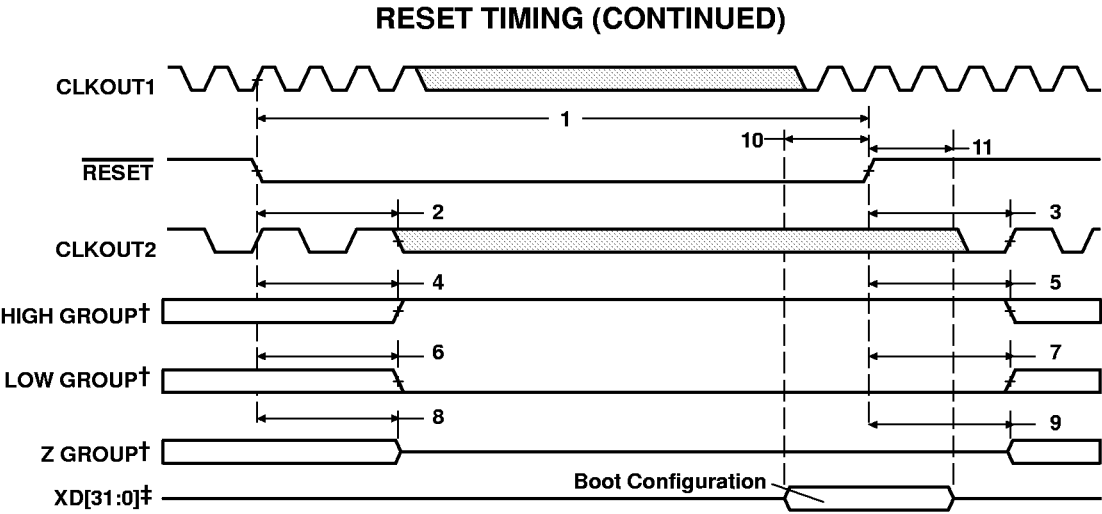 RESET TIMING (CONTINUED)
CLKOUT1
1
10
11
RESET
2
3
CLKOUT2
4
5
HIGH GROUP†
6
7
LOW GROUP†
8
9
Z GROUP†
Boot Configuration
XD[31:0]‡